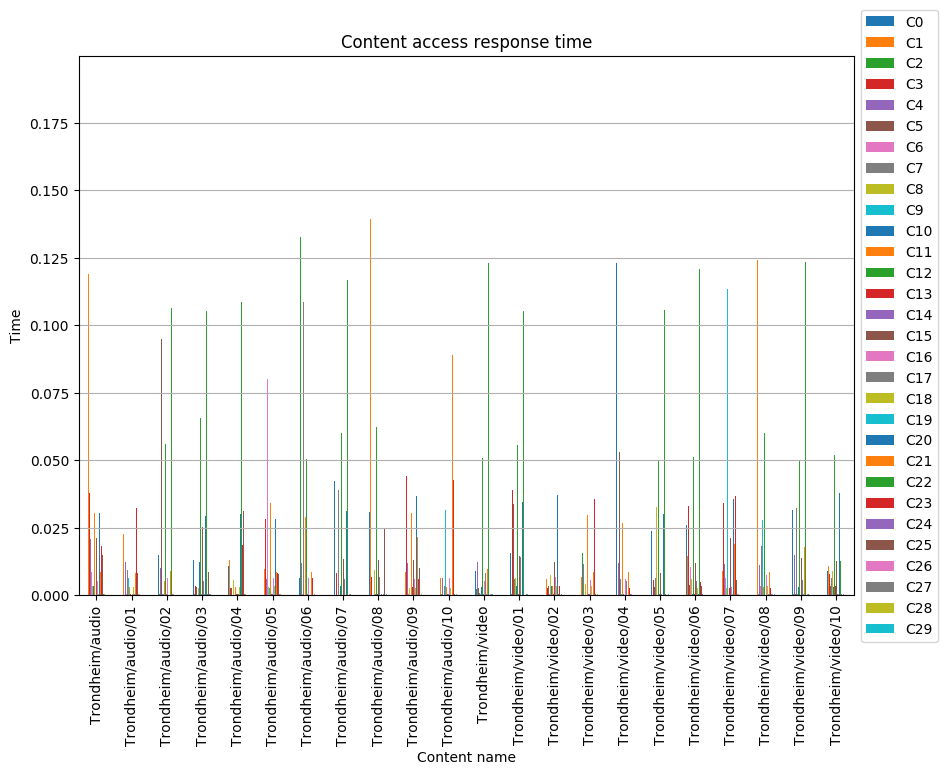 Content access response time
Time
0.175
0.150
0.125
0.100
0.075
0.050
0.025
0.000
Trondheim/audio
Trondheim/audio/01
Trondheim/audio/02
Trondheim/audio/03
Trondheim/audio/04
Trondheim/audio/05
Trondheim/audio/06
Trondheim/audio/07
Trondheim/audio/08
Trondheim/audio/09
Trondheim/audio/10
Trondheim/video
Trondheim/video/01
Trondheim/video/02
Trondheim/video/03
Trondheim/video/04
Trondheim/video/05
Trondheim/video/06
Trondheim/video/07
Trondheim/video/08
Trondheim/video/09
Trondheim/video/10
Content name
C0
C1
C2
C3
C4
C5
C6
C7
C8
C9
C10
C11
C12
C13
C14
C15
C16
C17
C18
C19
C20
C21
C22
C23
C24
C25
C26
C27
C28
C29